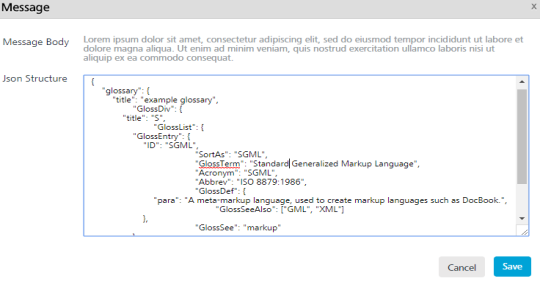 Message x
Message Body
Lorem ipsum dolor sit amet, consectetur adipiscing elit, sed do eiusmod tempor incididunt ut labore et
dolore magna aliqua. Ut enim ad minim veniam, quis nostrud exercitation ullamco laboris nisi ut
aliquip ex ea commodo consequat.
Json Structure
{
"glossary": {
"title": "example glossary",
"GlossDiv": {
"title": "S",
"GlossList": {
"GlossEntry": {
"ID": "SGML",
"SortAs": "SGML",
"GlossTerm": "Standard Generalized Markup Language",
"Acronym": "SGML",
"Abbrev": "ISO 8879:1986",
"GlossDef": {
"para": "A meta-markup language, used to create markup languages such as DocBook.",
"GlossSeeAlso": ["GML", "XML"]
},
"GlossSee": "markup"
Cancel Save